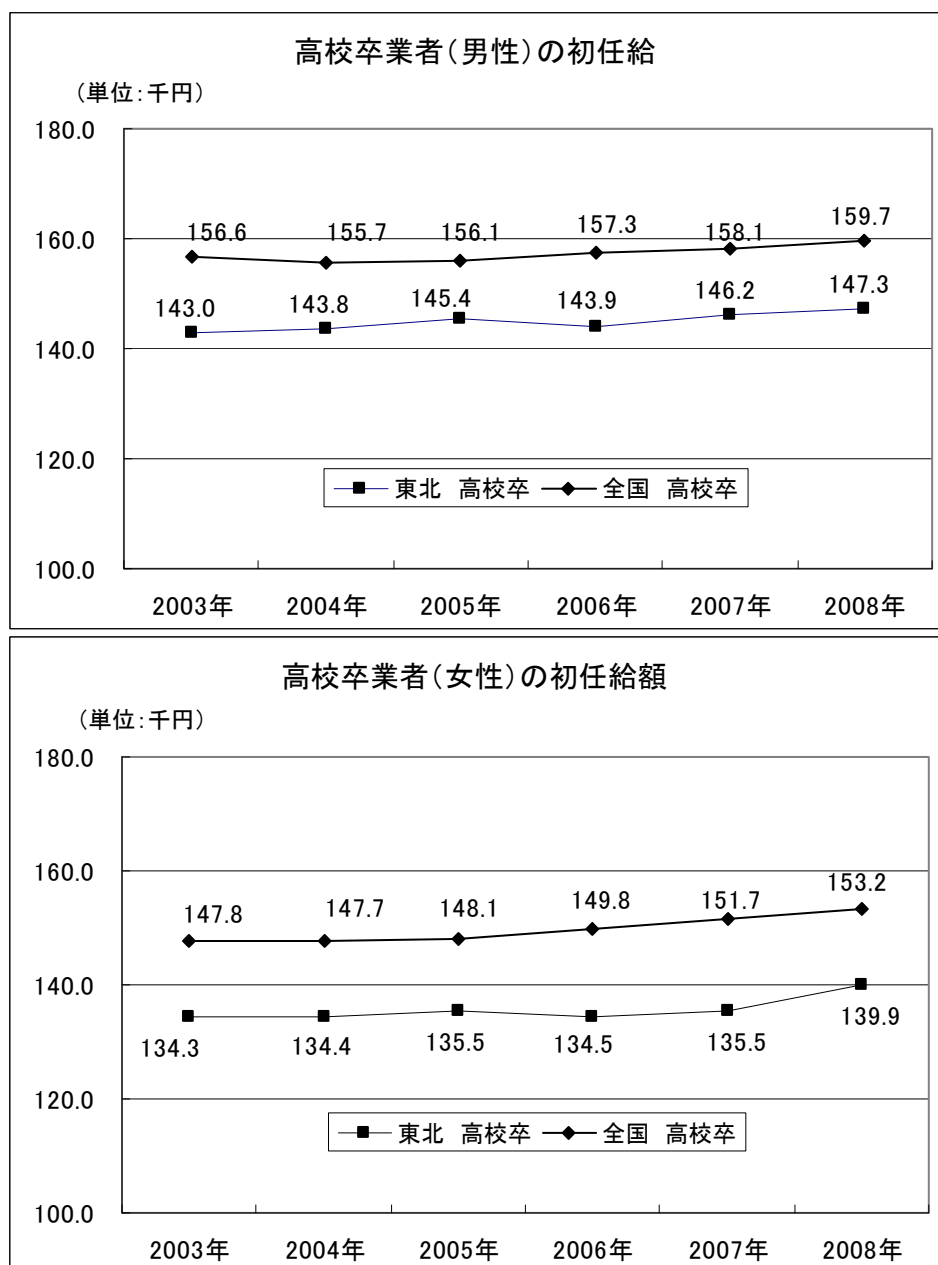 高校卒業者(男性)の初任給
(単位:千円)
180.0
160.0
140.0
120.0
100.0
156.6 155.7 156.1 157.3 158.1 159.7
143.0 143.8 145.4 143.9 146.2 147.3
東北 高校卒 全国 高校卒
2003年 2004年 2005年 2006年 2007年 2008年
高校卒業者(女性)の初任給額
(単位:千円)
180.0
160.0
140.0
120.0
100.0
147.8 147.7 148.1 149.8 151.7 153.2
134.3 134.4 135.5 134.5 135.5 139.9
東北 高校卒 全国 高校卒
2003年 2004年 2005年 2006年 2007年 2008年